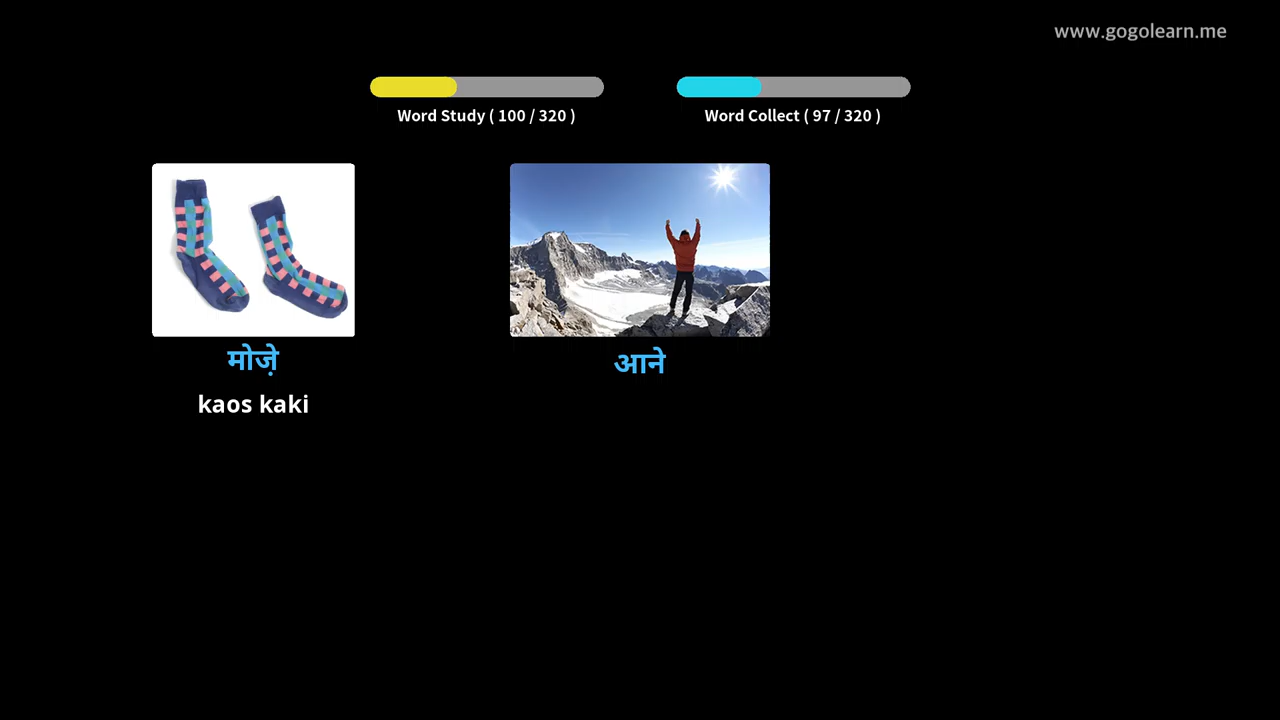 www.gogolearn.me
Word Study ( 100 / 320 )
Word Collect ( 97 / 320 )
मोज़े
kaos kaki
आने